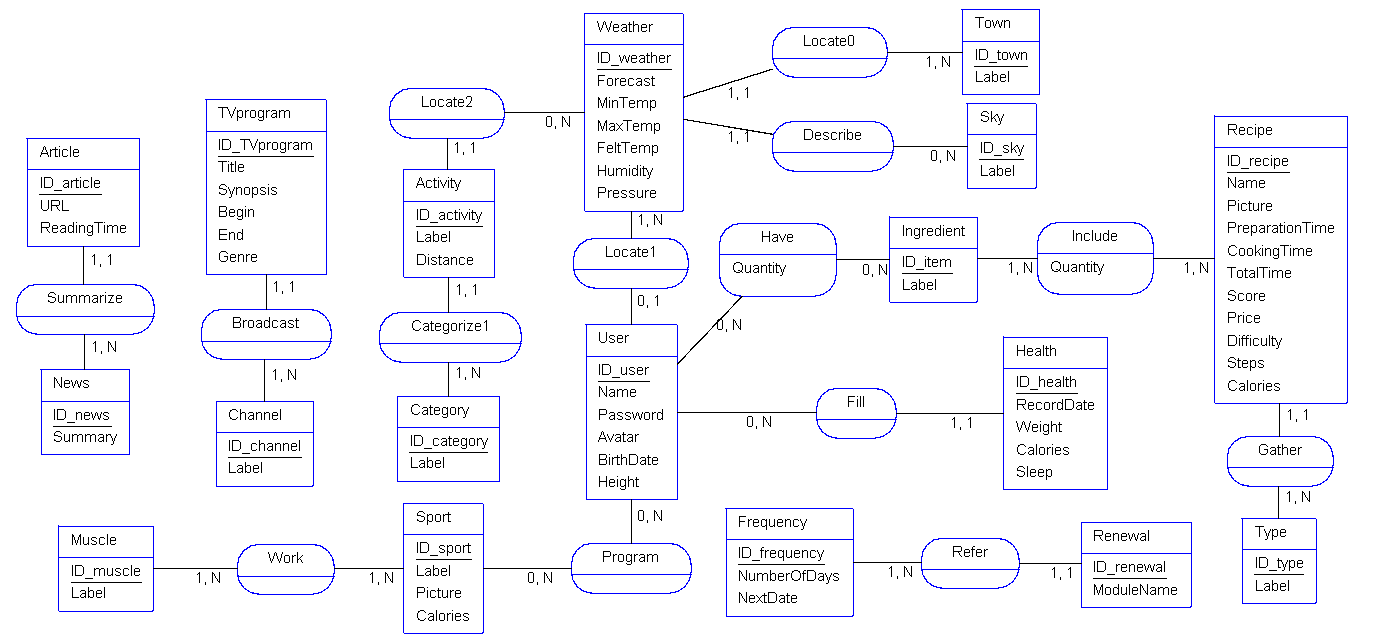 Article
ID_article
URL
ReadingTime
1, 1
Summarize
1, N
News
ID_news
Summary
TVprogram
ID_TVprogram
Title
Synopsis
Begin
End
Genre
1, 1
Broadcast
1, N
Channel
ID_channel
Label
Locate2
0, N
1, 1
Activity
ID_activity
Label
Distance
1, 1
Categorize1
1, N
Category
ID_category
Label
Weather
ID_weather
Forecast
MinTemp
MaxTemp
FeltTemp
Humidity
Pressure
1, 1
Locate0
1, N
Town
ID_town
Label
1, 1
Describe
0, N
Sky
ID_sky
Label
1, N
Locate1
0, 1
User
ID_user
Name
Password
Avatar
BirthDate
Height
0, N
Have
Quantity
0, N
Ingredient
ID_item
Label
1, N
Include
Quantity
1, N
Recipe
ID_recipe
Name
Picture
PreparationTime
CookingTime
TotalTime
Score
Price
Difficulty
Steps
Calories
1, 1
Gather
1, N
Type
ID_type
Label
0, N
Fill
1, 1
Health
ID_health
RecordDate
Weight
Calories
Sleep
0, N
Program
0, N
Sport
ID_sport
Label
Picture
Calories
1, N
Work
1, N
Muscle
ID_muscle
Label
Frequency
ID_frequency
NumberOfDays
NextDate
1, N
Refer
1, 1
Renewal
ID_renewal
ModuleName